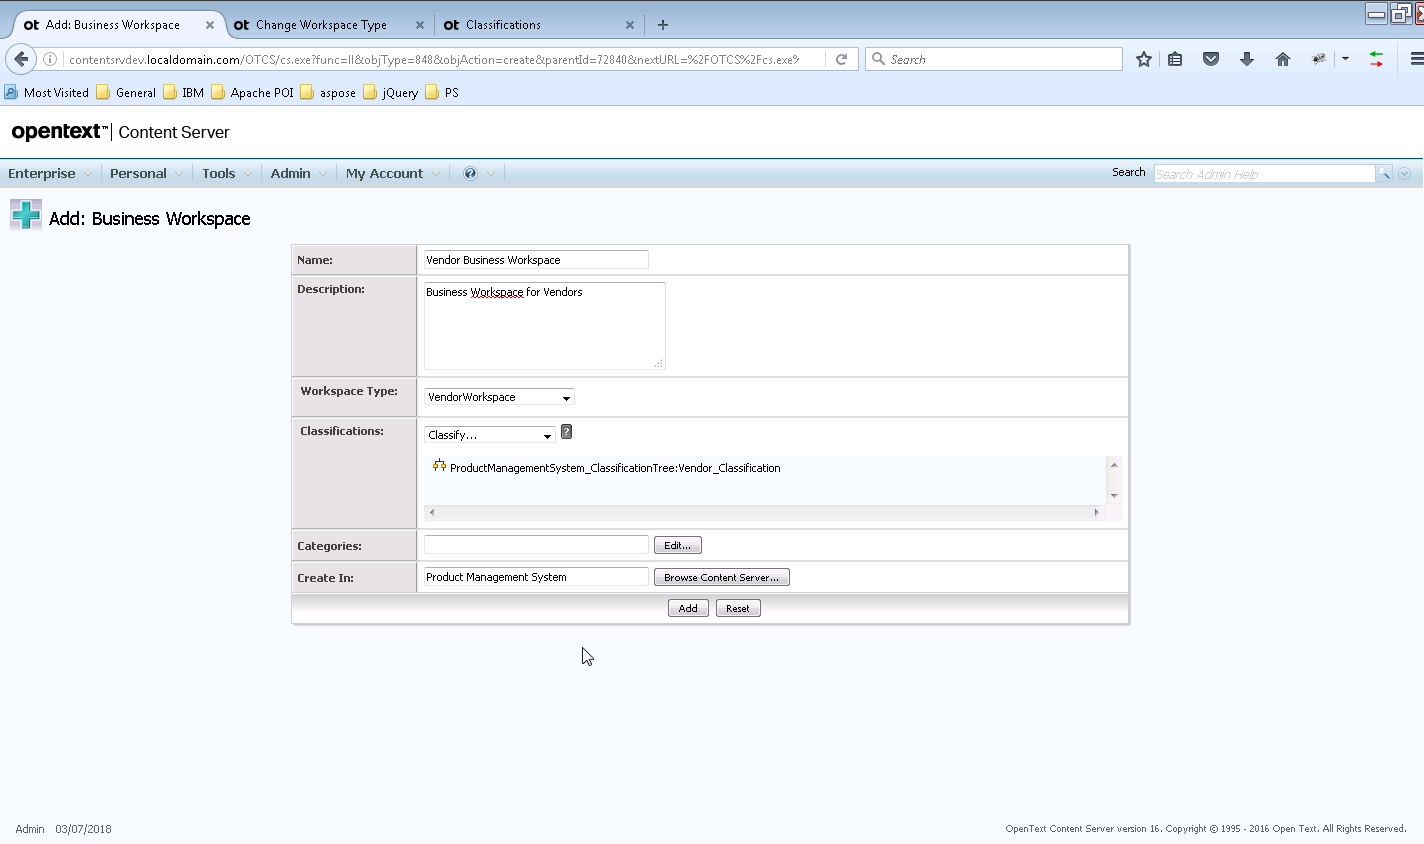 Add: Business Workspace
Change Workspace Type
Classifications
contentsrvdev.localdomain.com/OTCS/cs.exe?func=ll&objType=848&objAction=create&parentId=72840&nextURL=%2FOTCS%2Fcs.exe%
Search
Most Visited General IBM Apache POI aspose jQuery PS
opentext™ | Content Server
Enterprise Personal Tools Admin My Account ?
Search Search Admin Help
Add: Business Workspace
Name: Vendor Business Workspace
Description: Business Workspace for Vendors
Workspace Type: VendorWorkspace
Classifications: Classify... ?
ProductManagementSystem_ClassificationTree:Vendor_Classification
Categories: Edit...
Create In: Product Management System Browse Content Server...
Add Reset
Admin 03/07/2018
OpenText Content Server version 16. Copyright © 1995 - 2016 Open Text. All Rights Reserved.